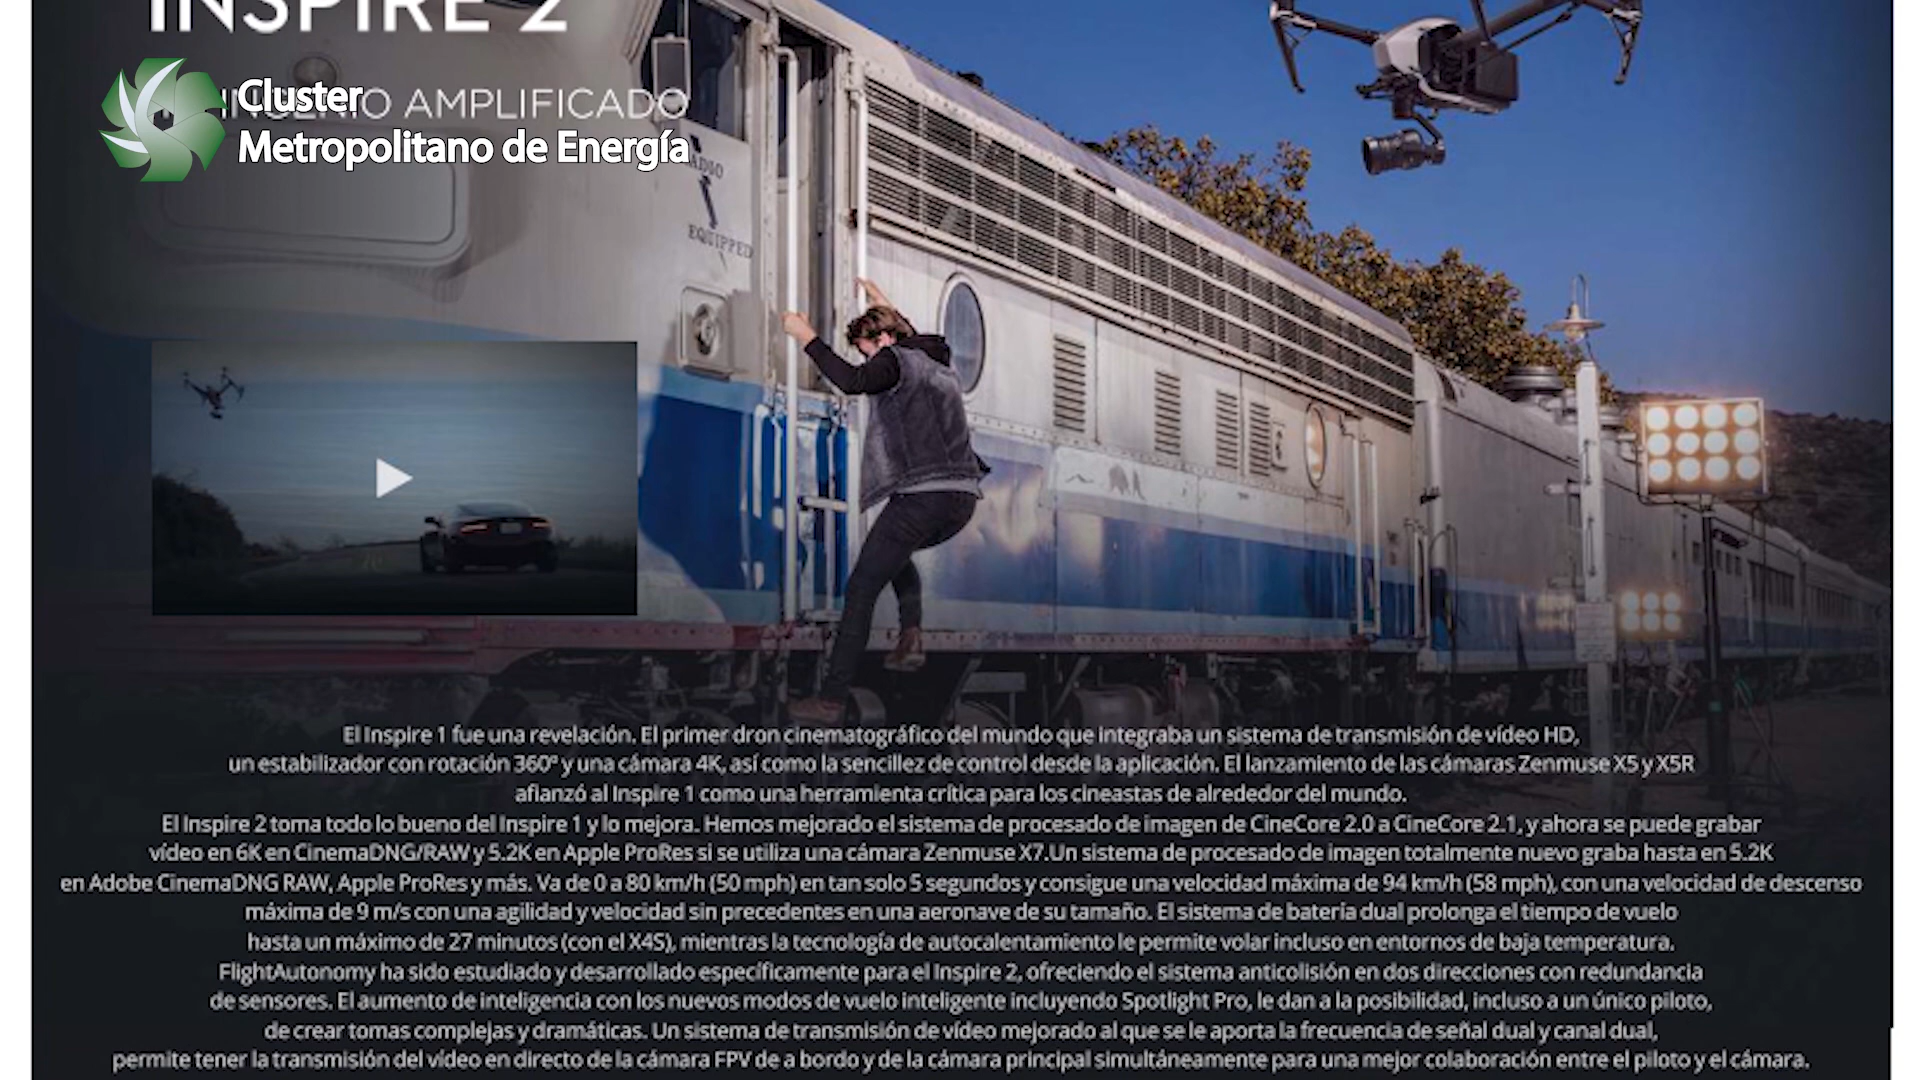 INSPIRE 2
INGENIO AMPLIFICADO
Cluster
Metropolitano de Energía
RADIO
EQUIPPED
El Inspire 1 fue una revelación. El primer dron cinematográfico del mundo que integraba un sistema de transmisión de vídeo HD,
un estabilizador con rotación 360° y una cámara 4K, así como la sencillez de control desde la aplicación. El lanzamiento de las cámaras Zenmuse X5 y X5R
afianzó al Inspire 1 como una herramienta crítica para los cineastas de alrededor del mundo.
El Inspire 2 toma todo lo bueno del Inspire 1 y lo mejora. Hemos mejorado el sistema de procesado de imagen de CineCore 2.0 a CineCore 2.1, y ahora se puede grabar
vídeo en 6K en CinemaDNG/RAW y 5.2K en Apple ProRes si se utiliza una cámara Zenmuse X7.Un sistema de procesado de imagen totalmente nuevo graba hasta en 5.2K
en Adobe CinemaDNG RAW, Apple ProRes y más. Va de 0 a 80 km/h (50 mph) en tan solo 5 segundos y consigue una velocidad máxima de 94 km/h (58 mph), con una velocidad de descenso
máxima de 9 m/s con una agilidad y velocidad sin precedentes en una aeronave de su tamaño. El sistema de batería dual prolonga el tiempo de vuelo
hasta un máximo de 27 minutos (con el X4S), mientras la tecnología de autocalentamiento le permite volar incluso en entornos de baja temperatura.
FlightAutonomy ha sido estudiado y desarrollado específicamente para el Inspire 2, ofreciendo el sistema anticolisión en dos direcciones con redundancia
de sensores. El aumento de inteligencia con los nuevos modos de vuelo inteligente incluyendo Spotlight Pro, le dan a la posibilidad, incluso a un único piloto,
de crear tomas complejas y dramáticas. Un sistema de transmisión de vídeo mejorado al que se le aporta la frecuencia de señal dual y canal dual,
permite tener la transmisión del vídeo en directo de la cámara FPV de a bordo y de la cámara principal simultáneamente para una mejor colaboración entre el piloto y el cámara.